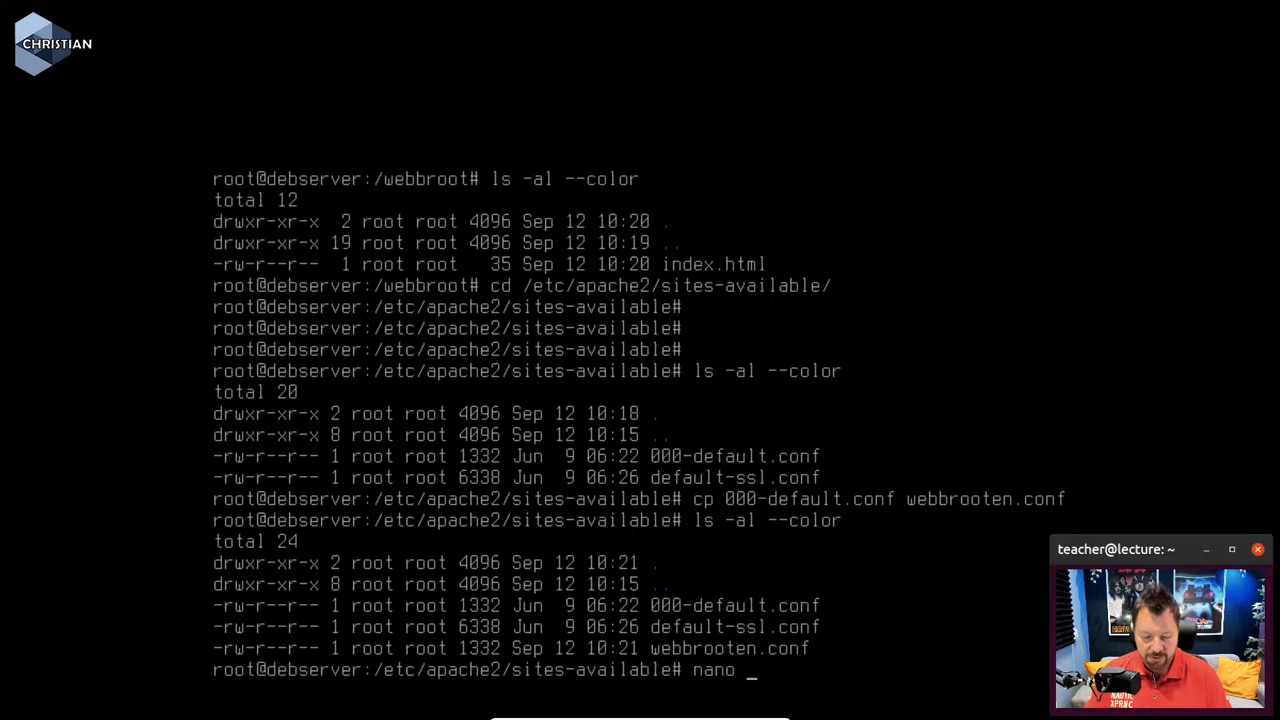 CHRISTIAN
root@debserver:/webbroot# ls -al --color
total 12
drwxr-xr-x  2 root root 4096 Sep 12 10:20 .
drwxr-xr-x 19 root root 4096 Sep 12 10:19 ..
-rw-r--r--  1 root root   35 Sep 12 10:20 index.html
root@debserver:/webbroot# cd /etc/apache2/sites-available/
root@debserver:/etc/apache2/sites-available#
root@debserver:/etc/apache2/sites-available#
root@debserver:/etc/apache2/sites-available#
root@debserver:/etc/apache2/sites-available# ls -al --color
total 20
drwxr-xr-x 2 root root 4096 Sep 12 10:18 .
drwxr-xr-x 8 root root 4096 Sep 12 10:15 ..
-rw-r--r-- 1 root root 1332 Jun  9 06:22 000-default.conf
-rw-r--r-- 1 root root 6338 Jun  9 06:26 default-ssl.conf
root@debserver:/etc/apache2/sites-available# cp 000-default.conf webbrooten.conf
root@debserver:/etc/apache2/sites-available# ls -al --color
total 24
drwxr-xr-x 2 root root 4096 Sep 12 10:21 .
drwxr-xr-x 8 root root 4096 Sep 12 10:15 ..
-rw-r--r-- 1 root root 1332 Jun  9 06:22 000-default.conf
-rw-r--r-- 1 root root 6338 Jun  9 06:26 default-ssl.conf
-rw-r--r-- 1 root root 1332 Sep 12 10:21 webbrooten.conf
root@debserver:/etc/apache2/sites-available# nano _
teacher@lecture: ~